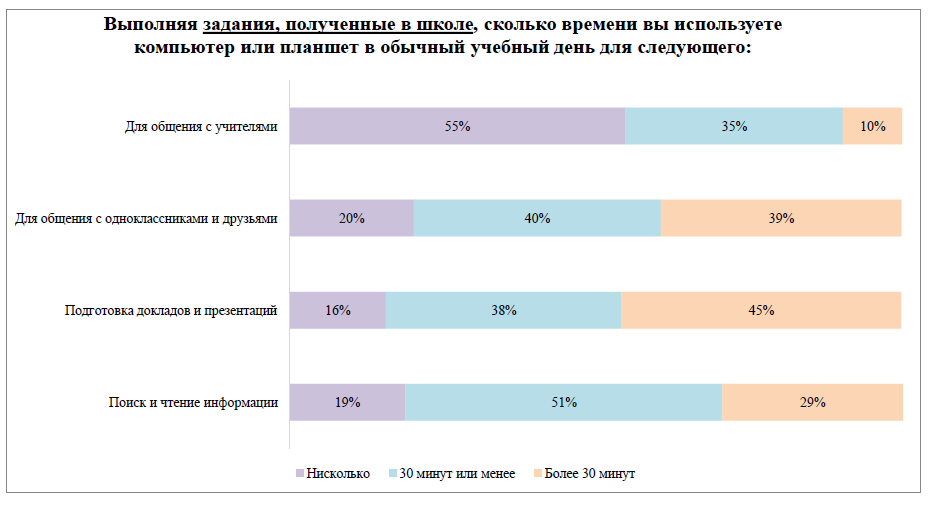 Выполняя задания, полученные в школе, сколько времени вы используете
компьютер или планшет в обычный учебный день для следующего:
Для общения с учителями 55% 35% 10%
Для общения с одноклассниками и друзьями 20% 40% 39%
Подготовка докладов и презентаций 16% 38% 45%
Поиск и чтение информации 19% 51% 29%
Нисколько 30 минут или менее Более 30 минут